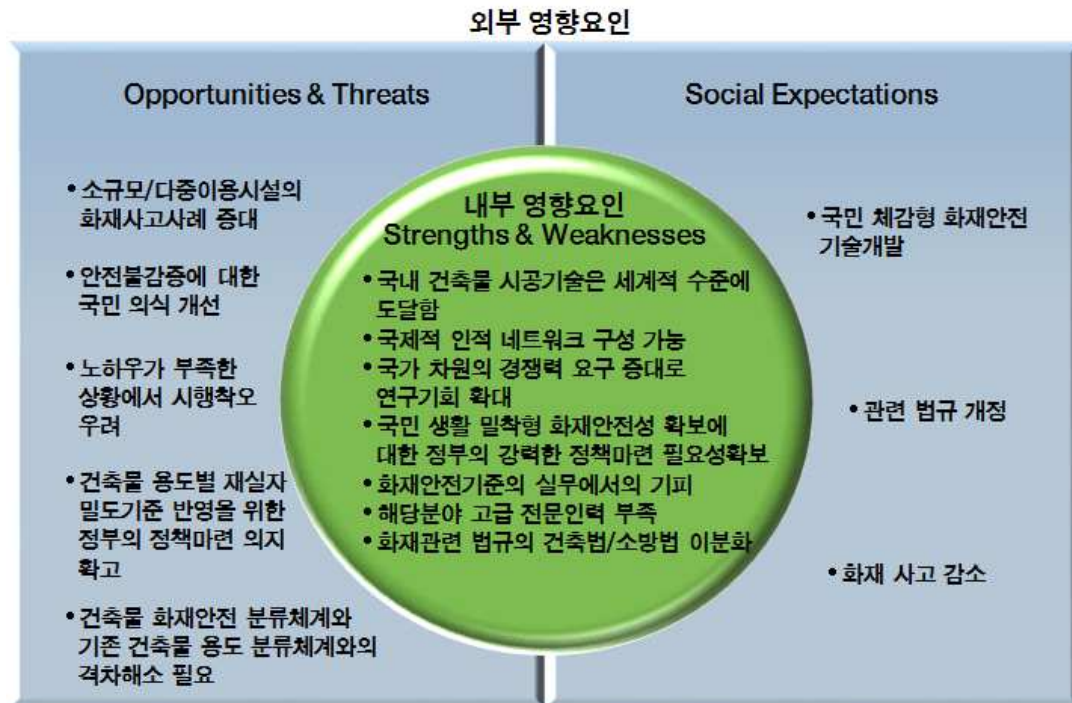 외부 영향요인
Opportunities & Threats
• 소규모/다중이용시설의
화재사고사례 증대
• 안전불감증에 대한
국민 의식 개선
• 노하우가 부족한
상황에서 시행착오
우려
• 건축물 용도별 재실자
밀도기준 반영을 위한
정부의 정책마련 의지
확고
• 건축물 화재안전 분류체계와
기존 건축물 용도 분류체계와의
격차해소 필요
내부 영향요인
Strengths & Weaknesses
• 국내 건축물 시공기술은 세계적 수준에
도달함
• 국제적 인적 네트워크 구성 가능
• 국가 차원의 경쟁력 요구 증대로
연구기회 확대
• 국민 생활 밀착형 화재안전성 확보에
대한 정부의 강력한 정책마련 필요성확보
• 화재안전기준의 실무에서의 기피
• 해당분야 고급 전문인력 부족
• 화재관련 법규의 건축법/소방법 이분화
Social Expectations
• 국민 체감형 화재안전
기술개발
• 관련 법규 개정
• 화재 사고 감소